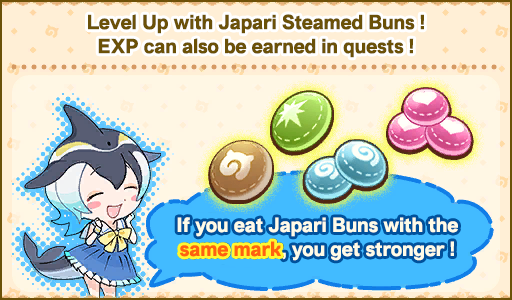 Level Up with Japari Steamed Buns !
EXP can also be earned in quests !
If you eat Japari Buns with the
same mark, you get stronger !